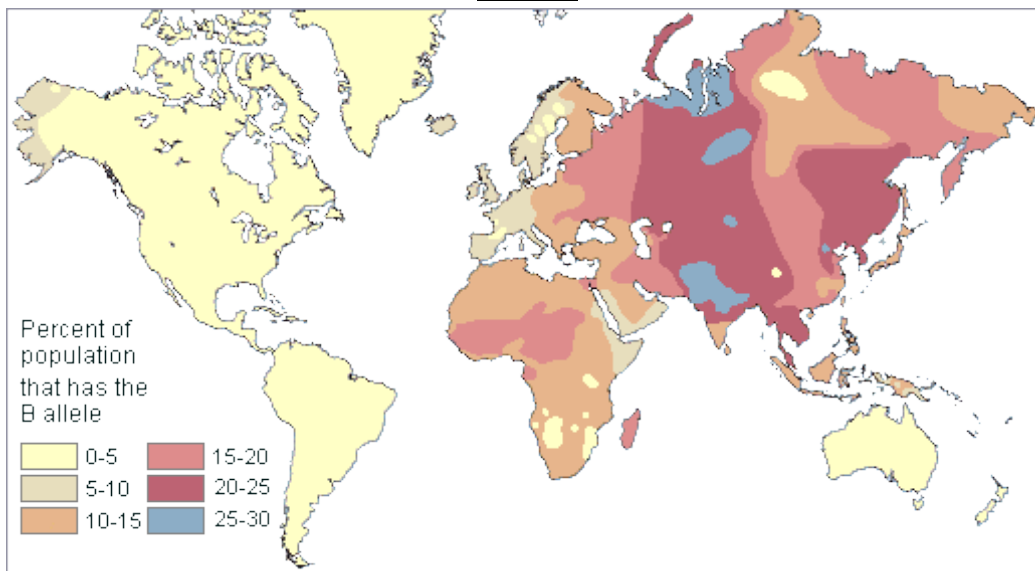 Percent of
population
that has the
B allele
0-5
15-20
5-10
20-25
10-15
25-30